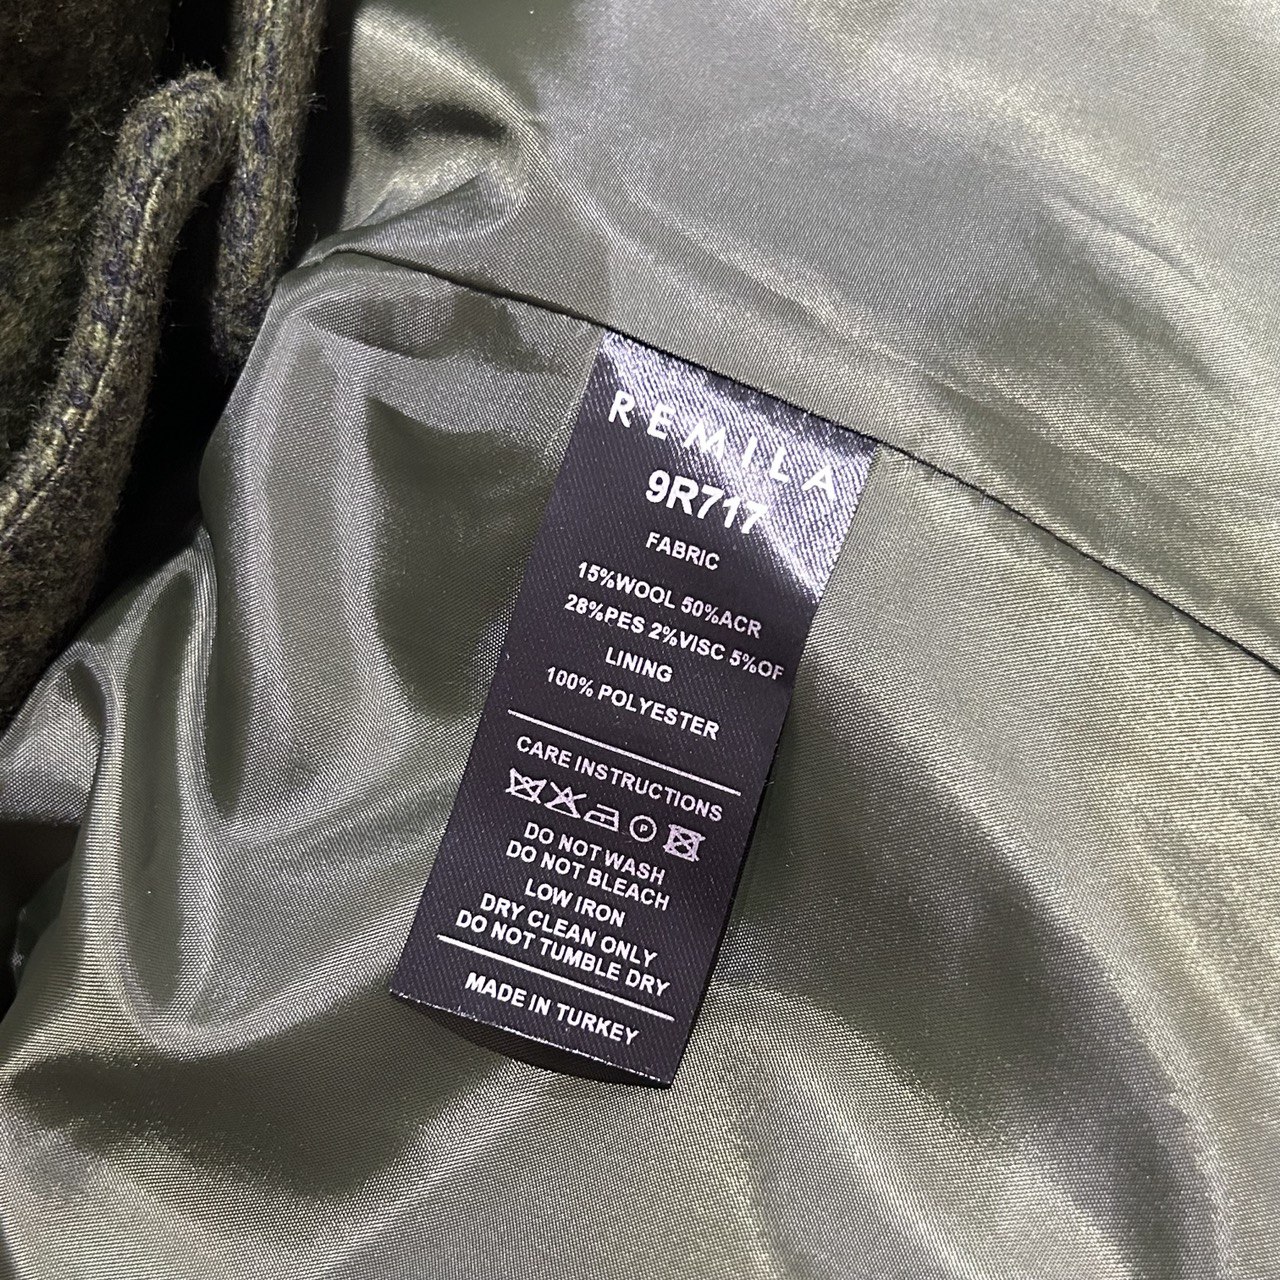 REMILA
9R717
FABRIC
15%WOOL 50%ACR
28%PES 2%VISC 5%OF
LINING
100% POLYESTER
CARE INSTRUCTIONS
P
DO NOT WASH
DO NOT BLEACH
LOW IRON
DRY CLEAN ONLY
DO NOT TUMBLE DRY
MADE IN TURKEY